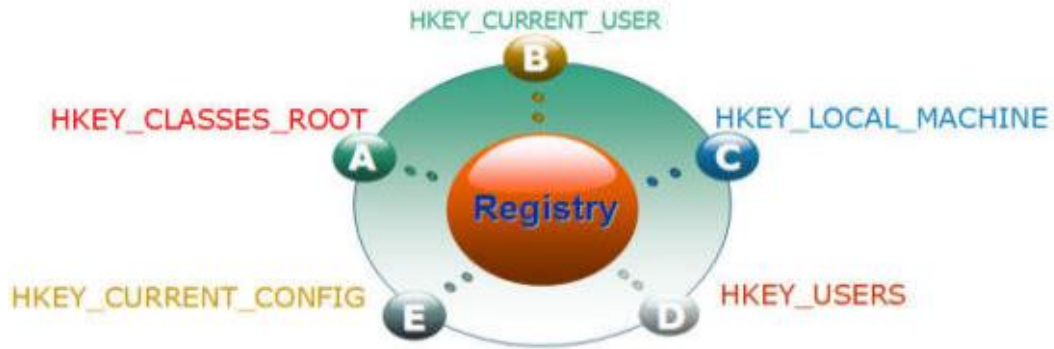 HKEY_CURRENT_USER
B
HKEY_CLASSES_ROOT
HKEY_LOCAL_MACHINE
A
C
Registry
HKEY_CURRENT_CONFIG
E
D
HKEY_USERS